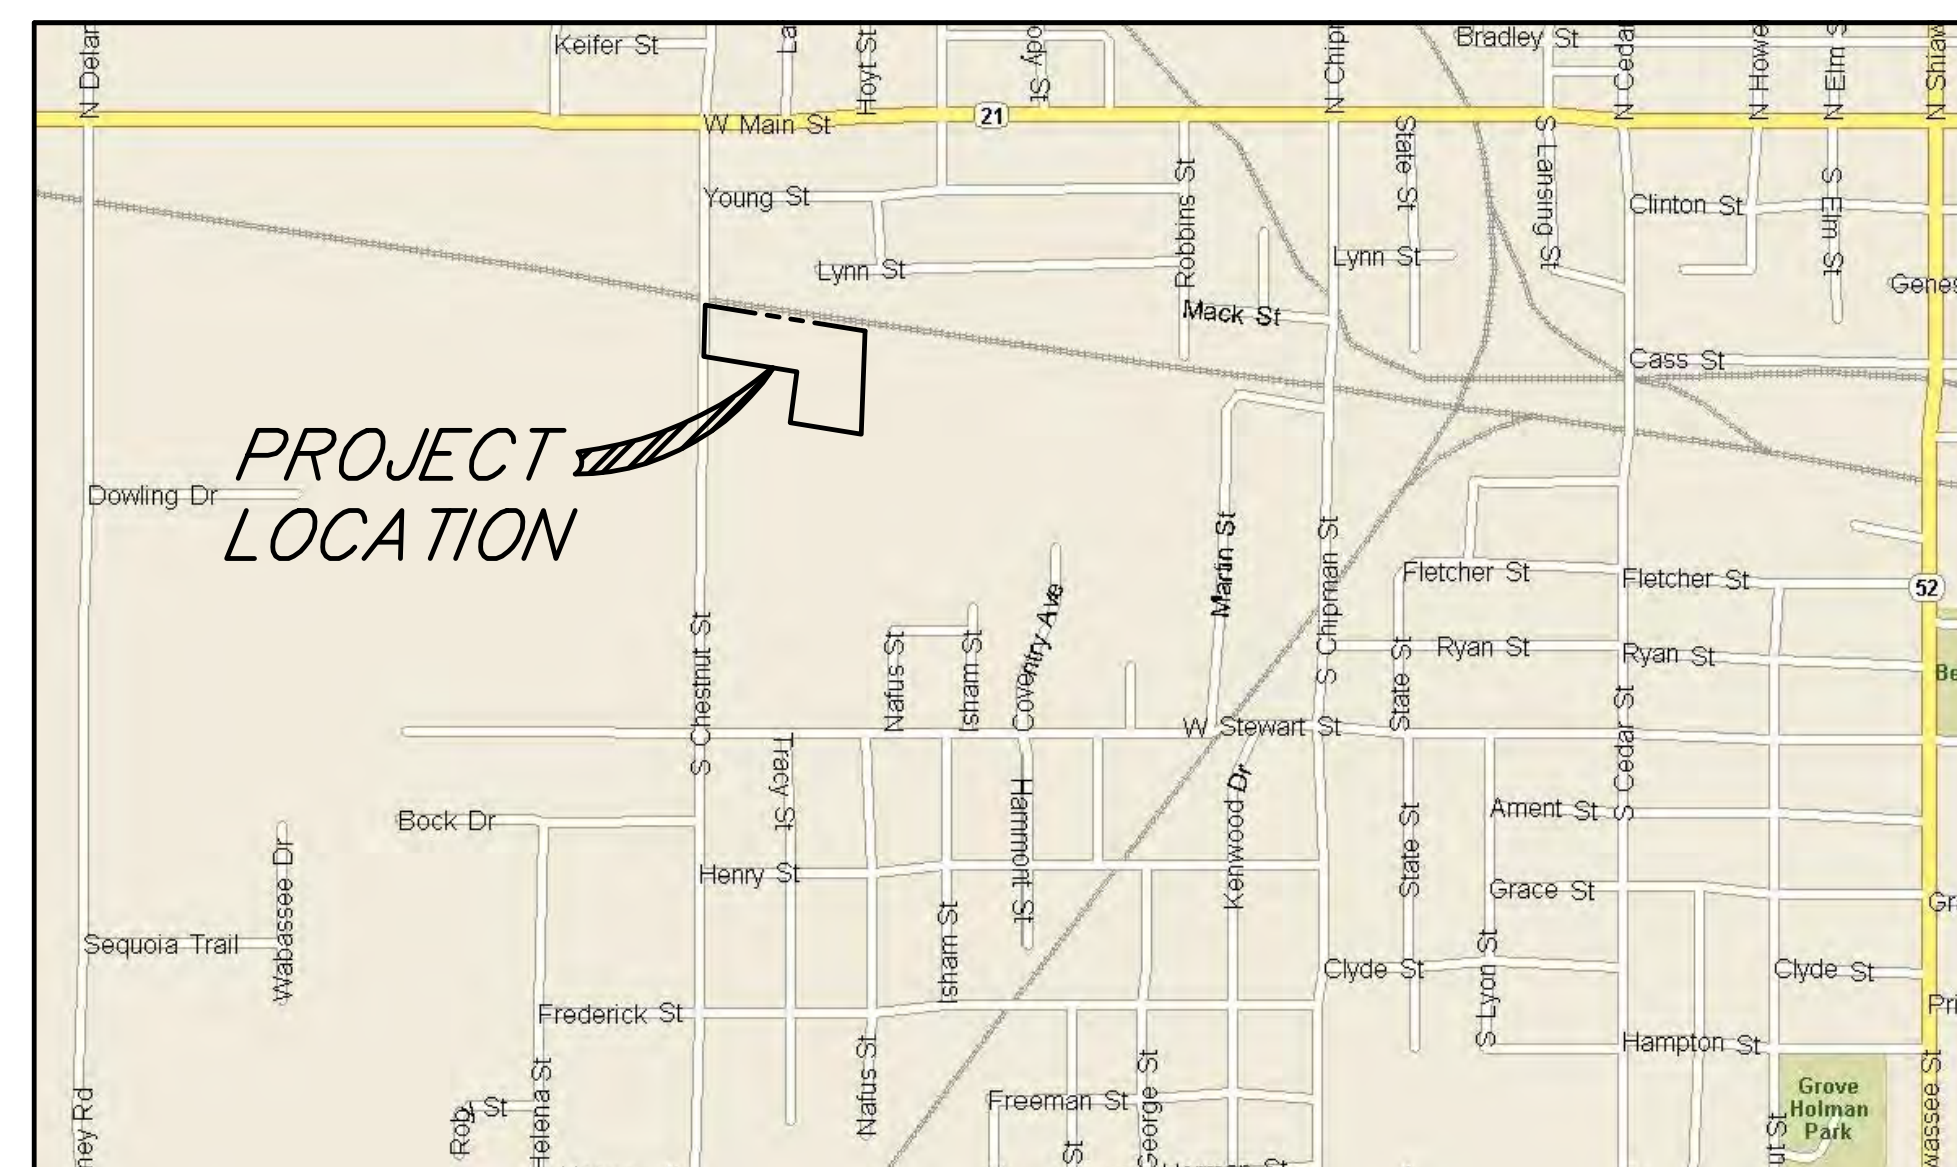 Keifer St
Hoyt St
Bradley St
N Cedar
N Elm S
W Main St
21
Young St
Robbins St
State St
S Lansing St
Clinton St
S Elm St
Lynn St
Lynn St
Mack St
Cass St
PROJECT
LOCATION
Dowling Dr
Martin St
S Chipman St
Fletcher St
Fletcher St
52
S Chestnut St
Nafus St
Isham St
Coventry Ave
State St
Ryan St
Ryan St
W Stewart St
S Cedar St
Tracy St
Hammont St
Kenwood Dr
State St
Bock Dr
Ament St
Wabassee Dr
Henry St
Grace St
Sequoia Trail
Isham St
S Lyon St
Clyde St
Clyde St
Frederick St
Hampton St
Nafus St
Helena St
George St
Freeman St
Grove
Holman
Park